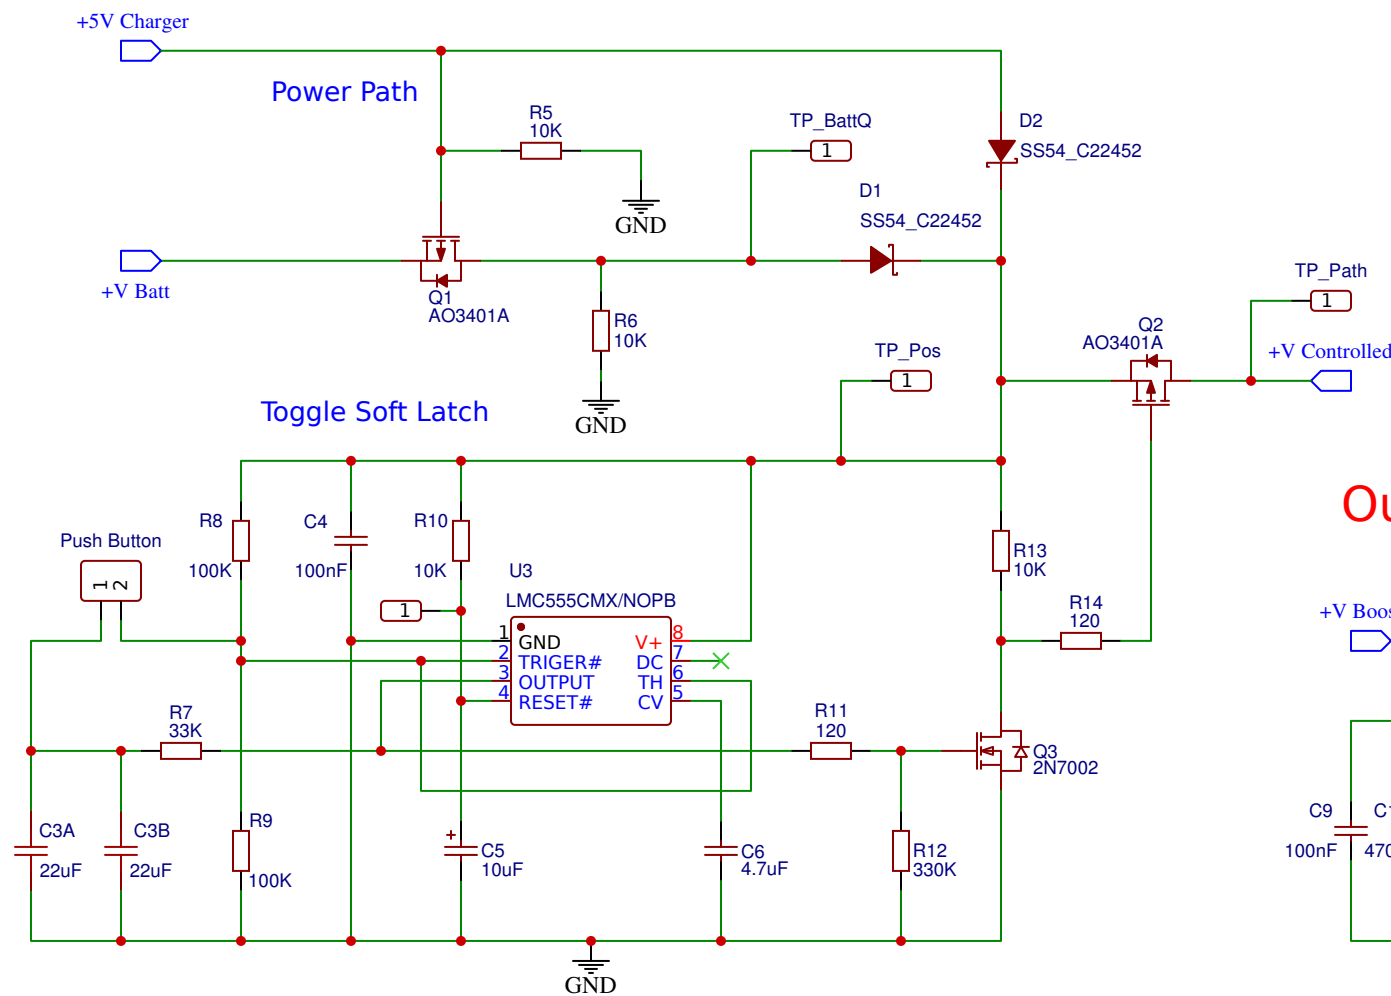 +5V Charger
Power Path
R5
10K
GND
TP_BattQ
1
D2
SS54_C22452
D1
SS54_C22452
+V Batt
Q1
AO3401A
R6
10K
GND
TP_Pos
1
TP_Path
1
Q2
AO3401A
+V Controlled
Toggle Soft Latch
R8
100K
C4
100nF
R10
10K
Push Button
1
2
1
U3
LMC555CMX/NOPB
1
GND
2
TRIGER#
3
OUTPUT
4
RESET#
V+
8
DC
7
TH
6
CV
5
R13
10K
R14
120
Ou
+V Boos
R7
33K
R11
120
Q3
2N7002
C3A
22uF
C3B
22uF
R9
100K
+
C5
10uF
C6
4.7uF
R12
330K
C9
100nF
C1
470
GND